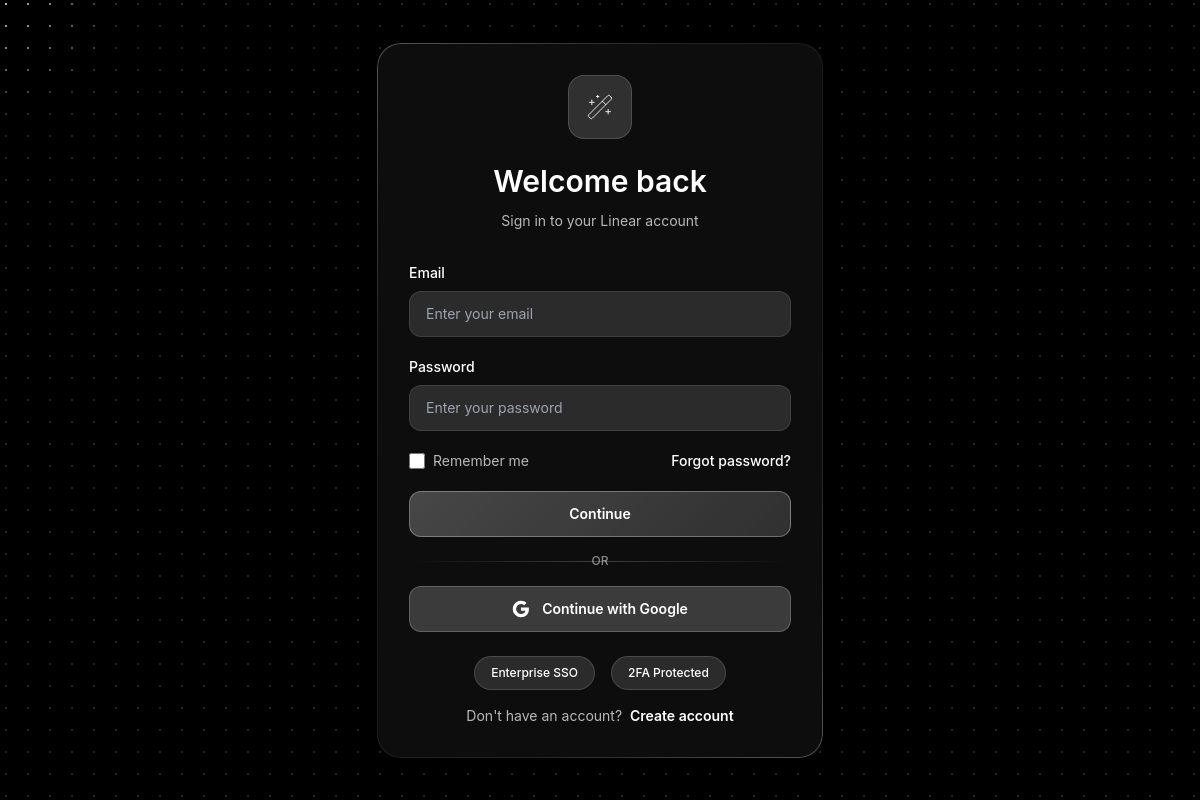 Welcome back
Sign in to your Linear account
Email
Enter your email
Password
Enter your password
Remember me
Forgot password?
Continue
OR
Continue with Google
Enterprise SSO
2FA Protected
Don't have an account? Create account